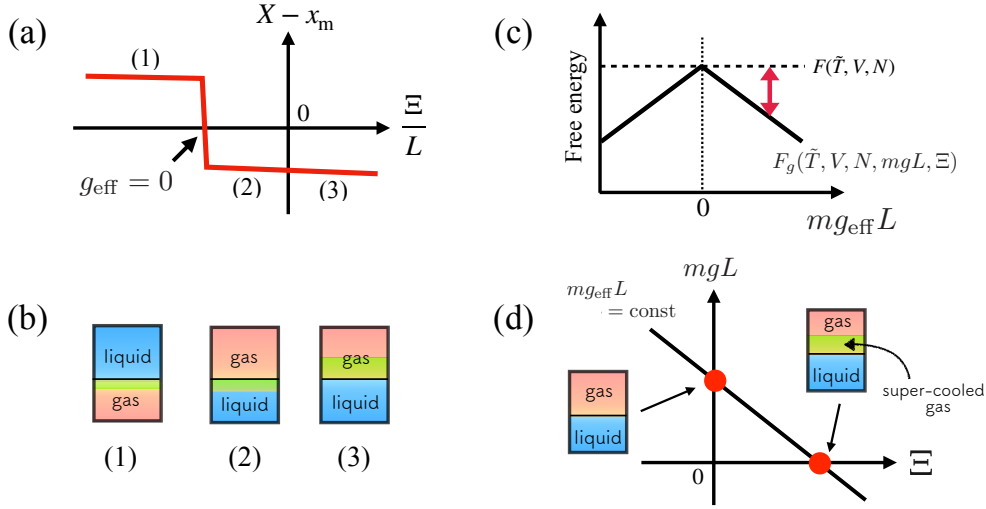 (a)
X − x_m
(1)
0
Ξ/L
g_eff = 0
(2)
(3)
(b)
liquid
gas
(1)
gas
liquid
(2)
gas
liquid
(3)
(c)
Free energy
F(T̃, V, N)
F_g(T̃, V, N, mgL, Ξ)
0
mg_eff L
(d)
mgL
mg_eff L
= const
gas
liquid
gas
liquid
super-cooled
gas
0
Ξ